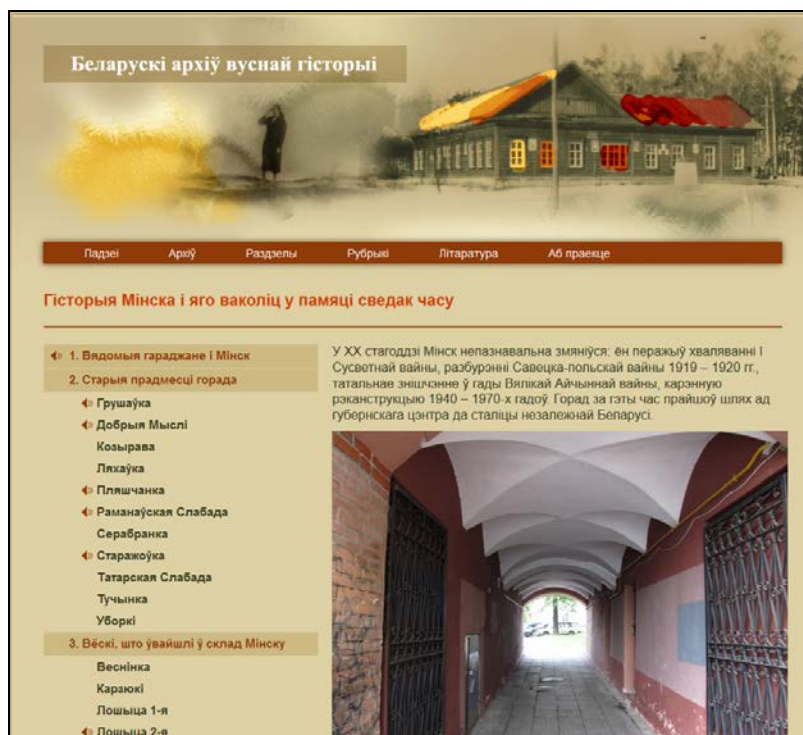 Беларускі архіў вуснай гісторыі
Падзеі Архіў Раздзелы Рубрыкі Літаратура Аб праекце
Гісторыя Мінска і яго ваколіц у памяці сведак часу
1. Вядомыя гараджане і Мінск
2. Старыя прадмесці горада
Грушаўка
Добрыя Мыслі
Козырава
Ляхаўка
Пляшчанка
Раманаўская Слабада
Серабранка
Старажоўка
Татарская Слабада
Тучынка
Уборкі
3. Вёскі, што ўвайшлі ў склад Мінску
Веснінка
Карзюкі
Лошыца 1-я
Лошыца 2-я
У XX стагоддзі Мінск непазнавальна змяніўся: ён перажыў хваляванні І
Сусветнай вайны, разбурэнні Савецка-польскай вайны 1919 – 1920 гг.,
татальнае знішчэнне ў гады Вялікай Айчыннай вайны, карэнную
рэканструкцыю 1940 – 1970-х гадоў. Горад за гэты час прайшоў шлях ад
губернскага цэнтра да сталіцы незалежнай Беларусі.